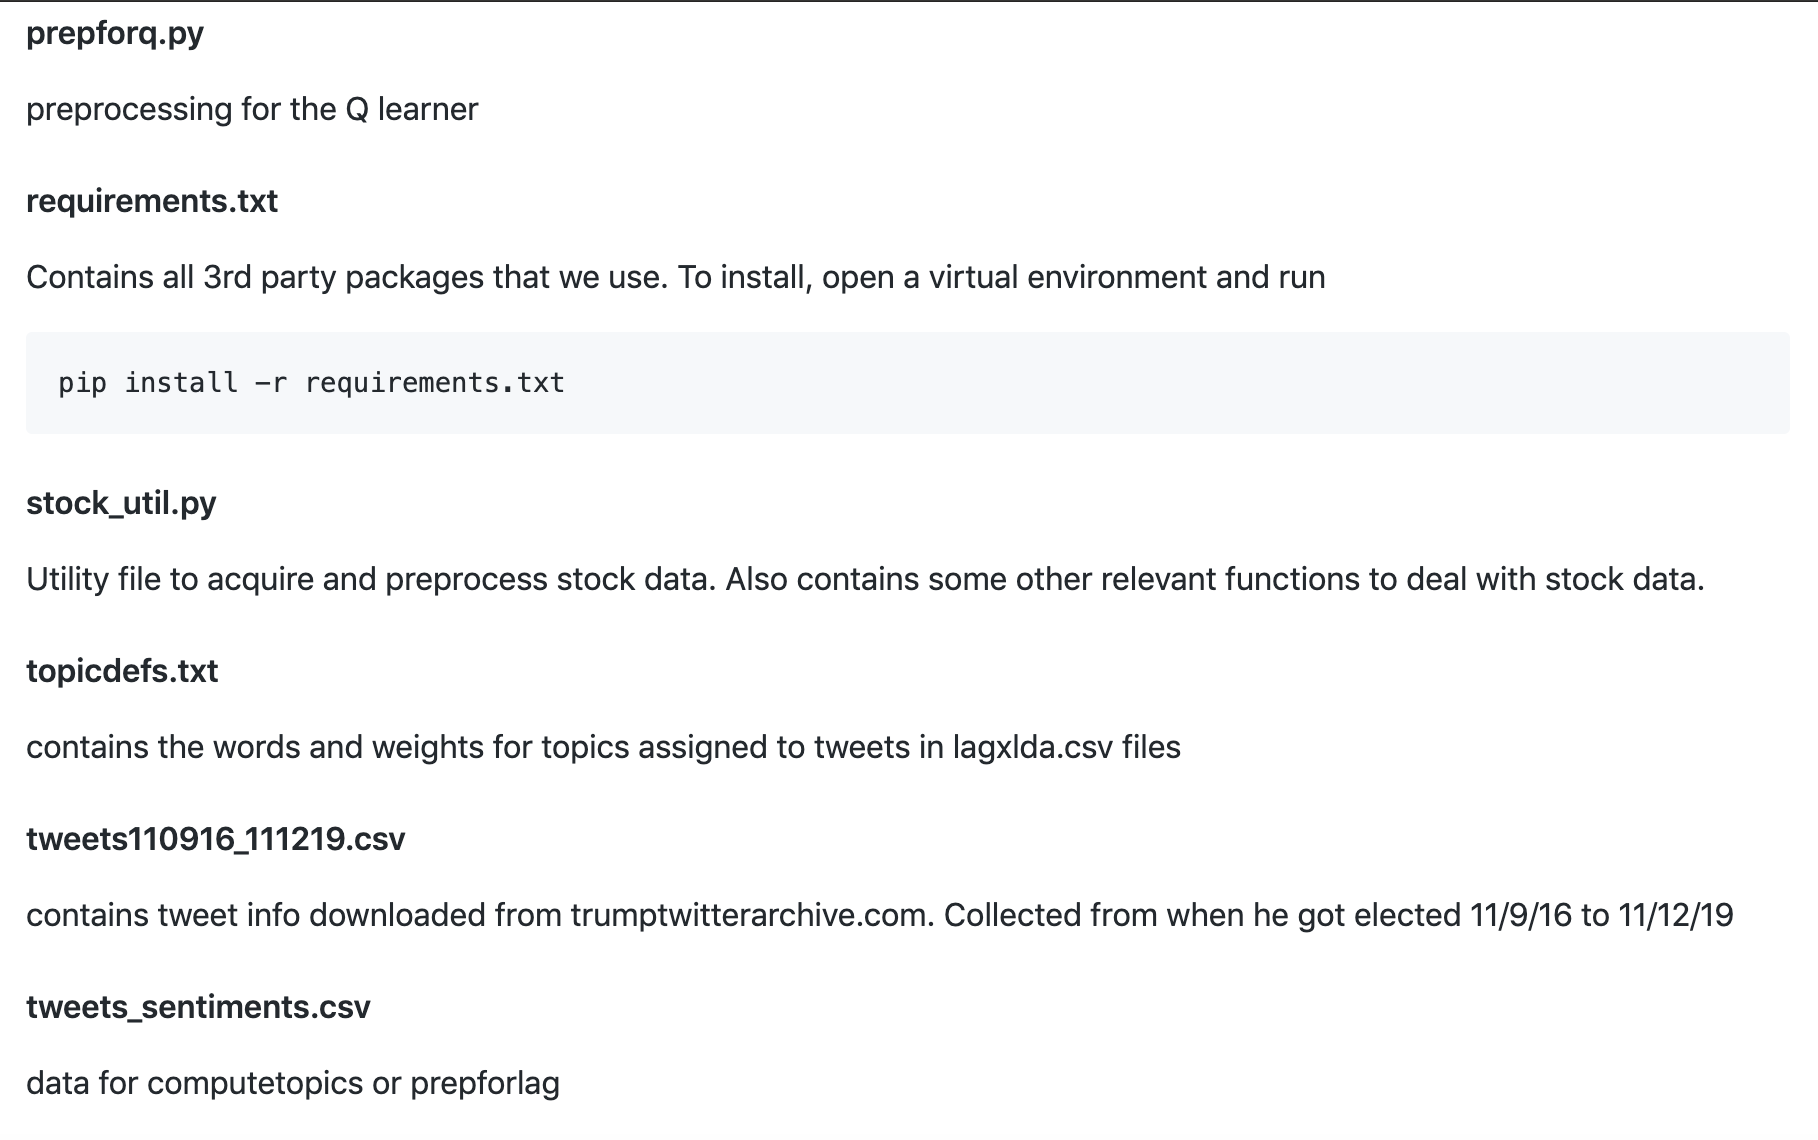 prepforq.py
preprocessing for the Q learner
requirements.txt
Contains all 3rd party packages that we use. To install, open a virtual environment and run
pip install -r requirements.txt
stock_util.py
Utility file to acquire and preprocess stock data. Also contains some other relevant functions to deal with stock data.
topicdefs.txt
contains the words and weights for topics assigned to tweets in lagxlda.csv files
tweets110916_111219.csv
contains tweet info downloaded from trumptwitterarchive.com. Collected from when he got elected 11/9/16 to 11/12/19
tweets_sentiments.csv
data for computetopics or prepforlag